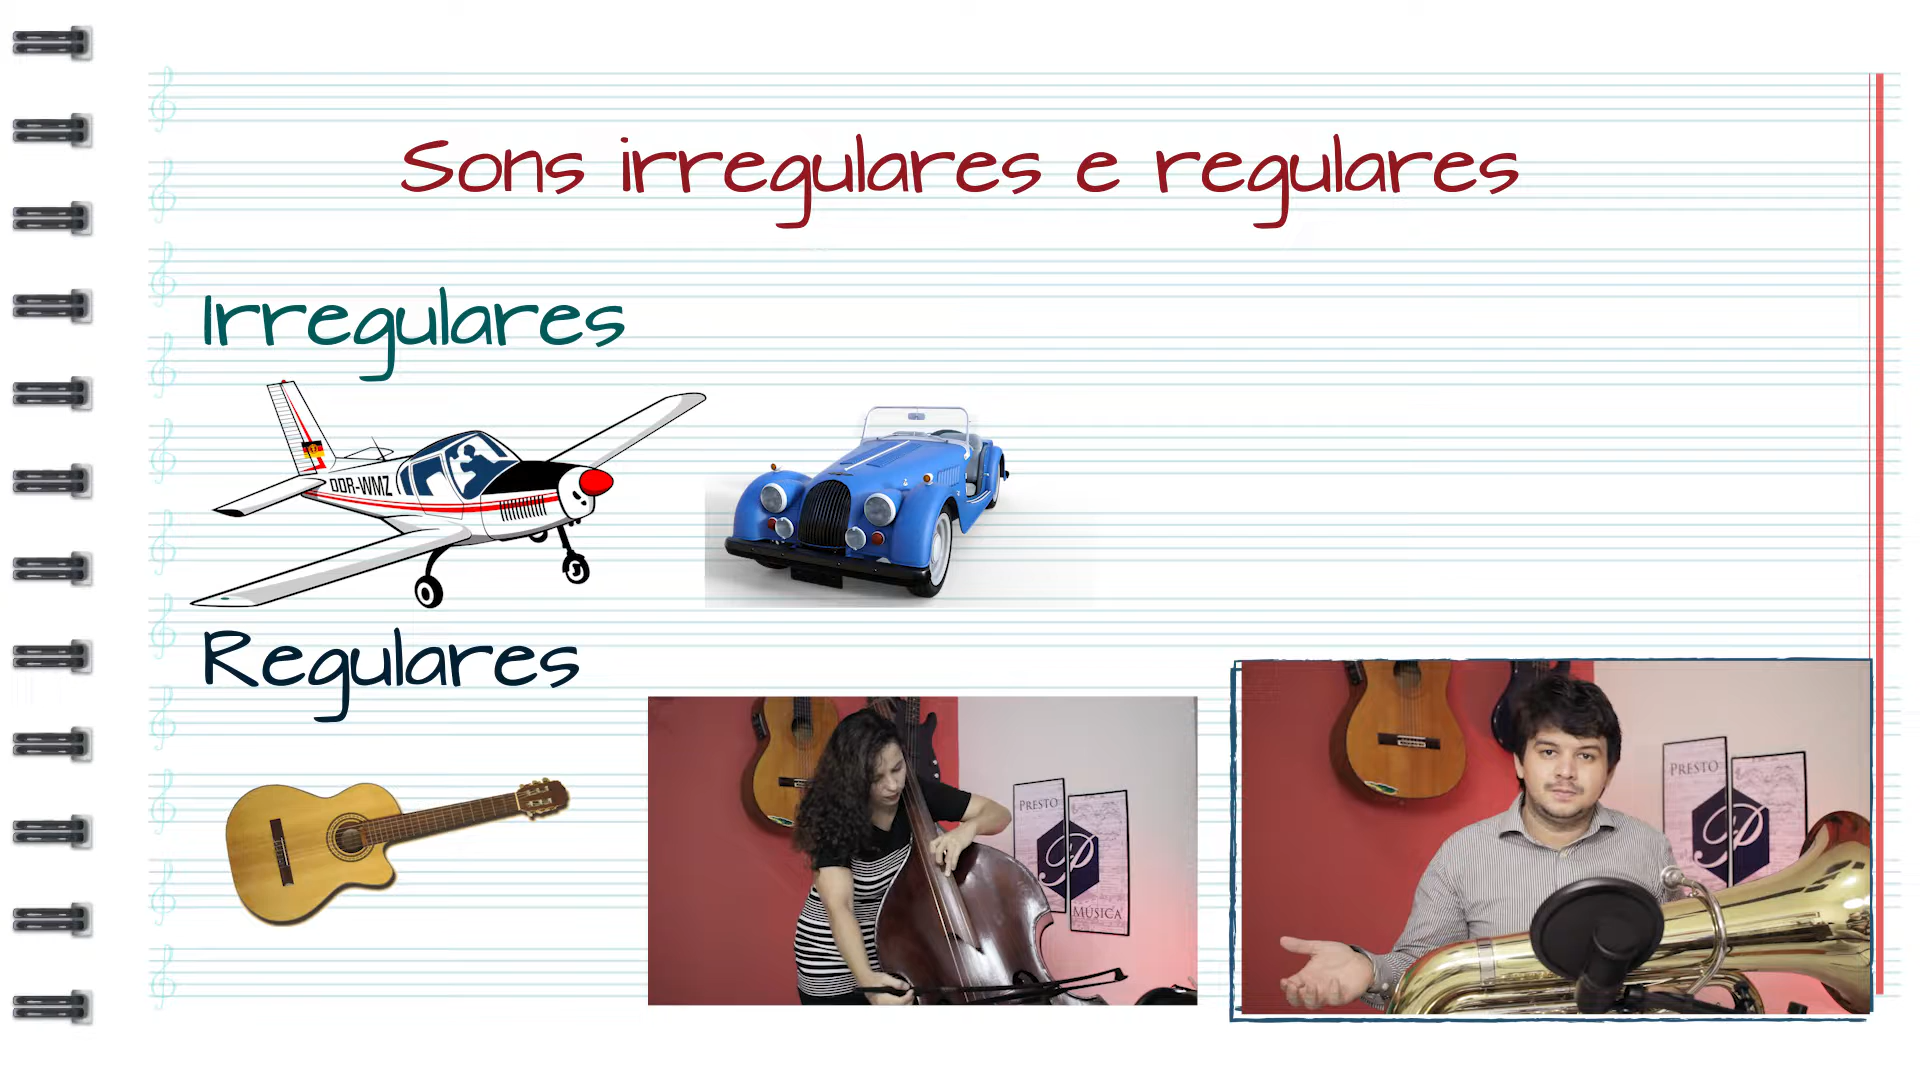 Sons irregulares e regulares
Irregulares
DDR-WMZ
Regulares
PRESTO
P
MÚSICA
PRESTO
P